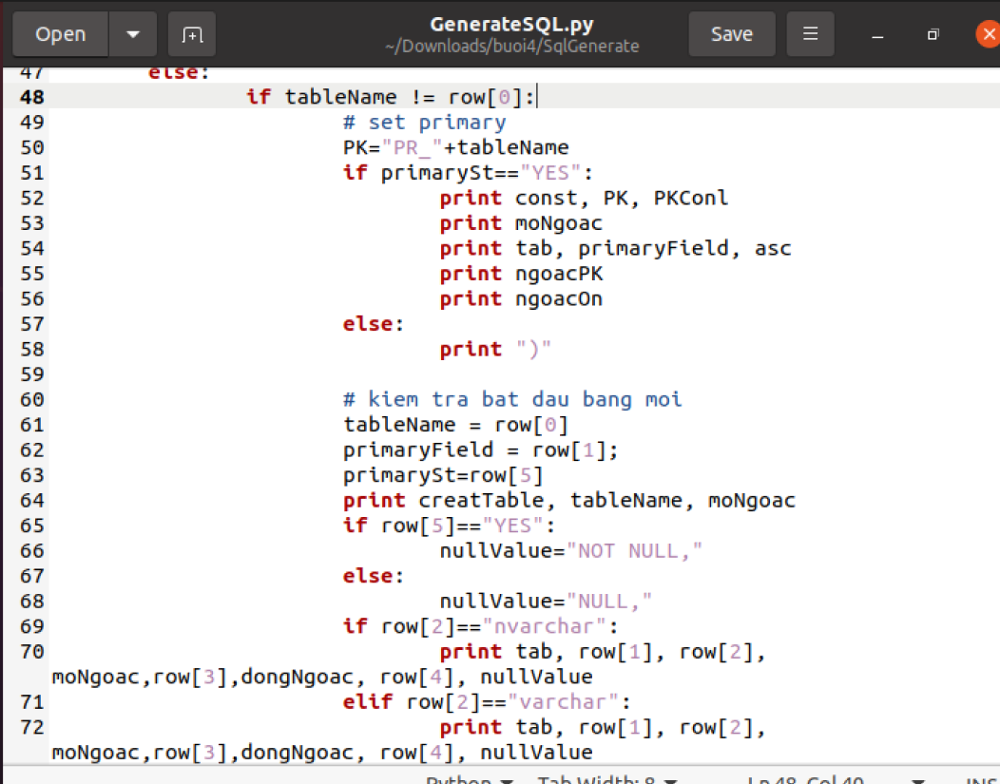 Open
GenerateSQL.py
~/Downloads/buoi4/SqlGenerate
Save
47 else:
48 if tableName != row[0]:
49 # set primary
50 PK="PR_"+tableName
51 if primarySt=="YES":
52 print const, PK, PKConl
53 print moNgoac
54 print tab, primaryField, asc
55 print ngoacPK
56 print ngoacOn
57 else:
58 print ")"
59
60 # kiem tra bat dau bang moi
61 tableName = row[0]
62 primaryField = row[1];
63 primarySt=row[5]
64 print creatTable, tableName, moNgoac
65 if row[5]=="YES":
66 nullValue="NOT NULL,"
67 else:
68 nullValue="NULL,"
69 if row[2]=="nvarchar":
70 print tab, row[1], row[2],
moNgoac,row[3],dongNgoac, row[4], nullValue
71 elif row[2]=="varchar":
72 print tab, row[1], row[2],
moNgoac,row[3],dongNgoac, row[4], nullValue
Python Tab Width: 8 Ln 48, Col 40 INS